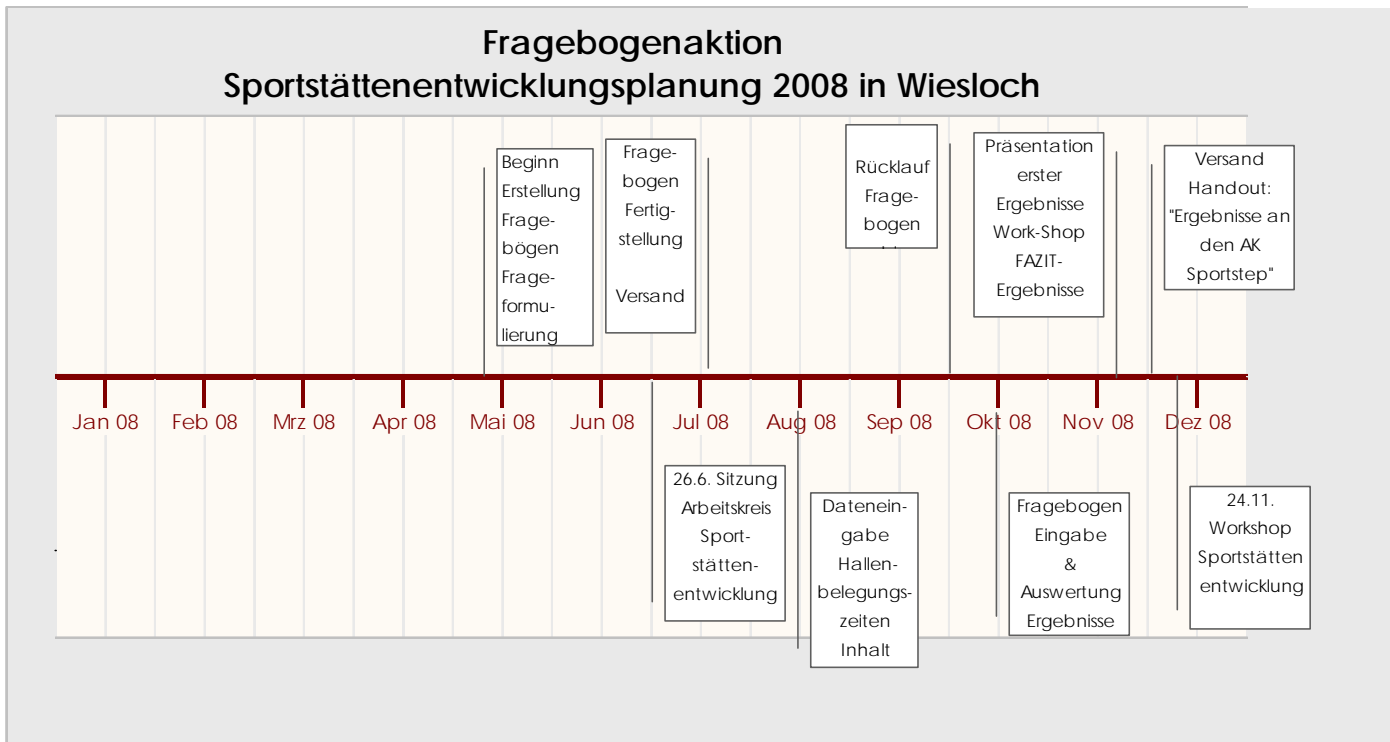 Fragebogenaktion
Sportstättenentwicklungsplanung 2008 in Wiesloch
Beginn
Erstellung
Frage-
bögen
Frage-
formu-
lierung
Frage-
bogen
Fertig-
stellung
Versand
Rücklauf
Frage-
bogen
Präsentation
erster
Ergebnisse
Work-Shop
FAZIT-
Ergebnisse
Versand
Handout:
"Ergebnisse an
den AK
Sportstep"
Jan 08 Feb 08 Mrz 08 Apr 08 Mai 08 Jun 08 Jul 08 Aug 08 Sep 08 Okt 08 Nov 08 Dez 08
26.6. Sitzung
Arbeitskreis
Sport-
stätten-
entwicklung
Dateneingabe
Hallen-
belegungs-
zeiten
Inhalt
Fragebogen
Eingabe
&
Auswertung
Ergebnisse
24.11.
Workshop
Sportstätten
entwicklung